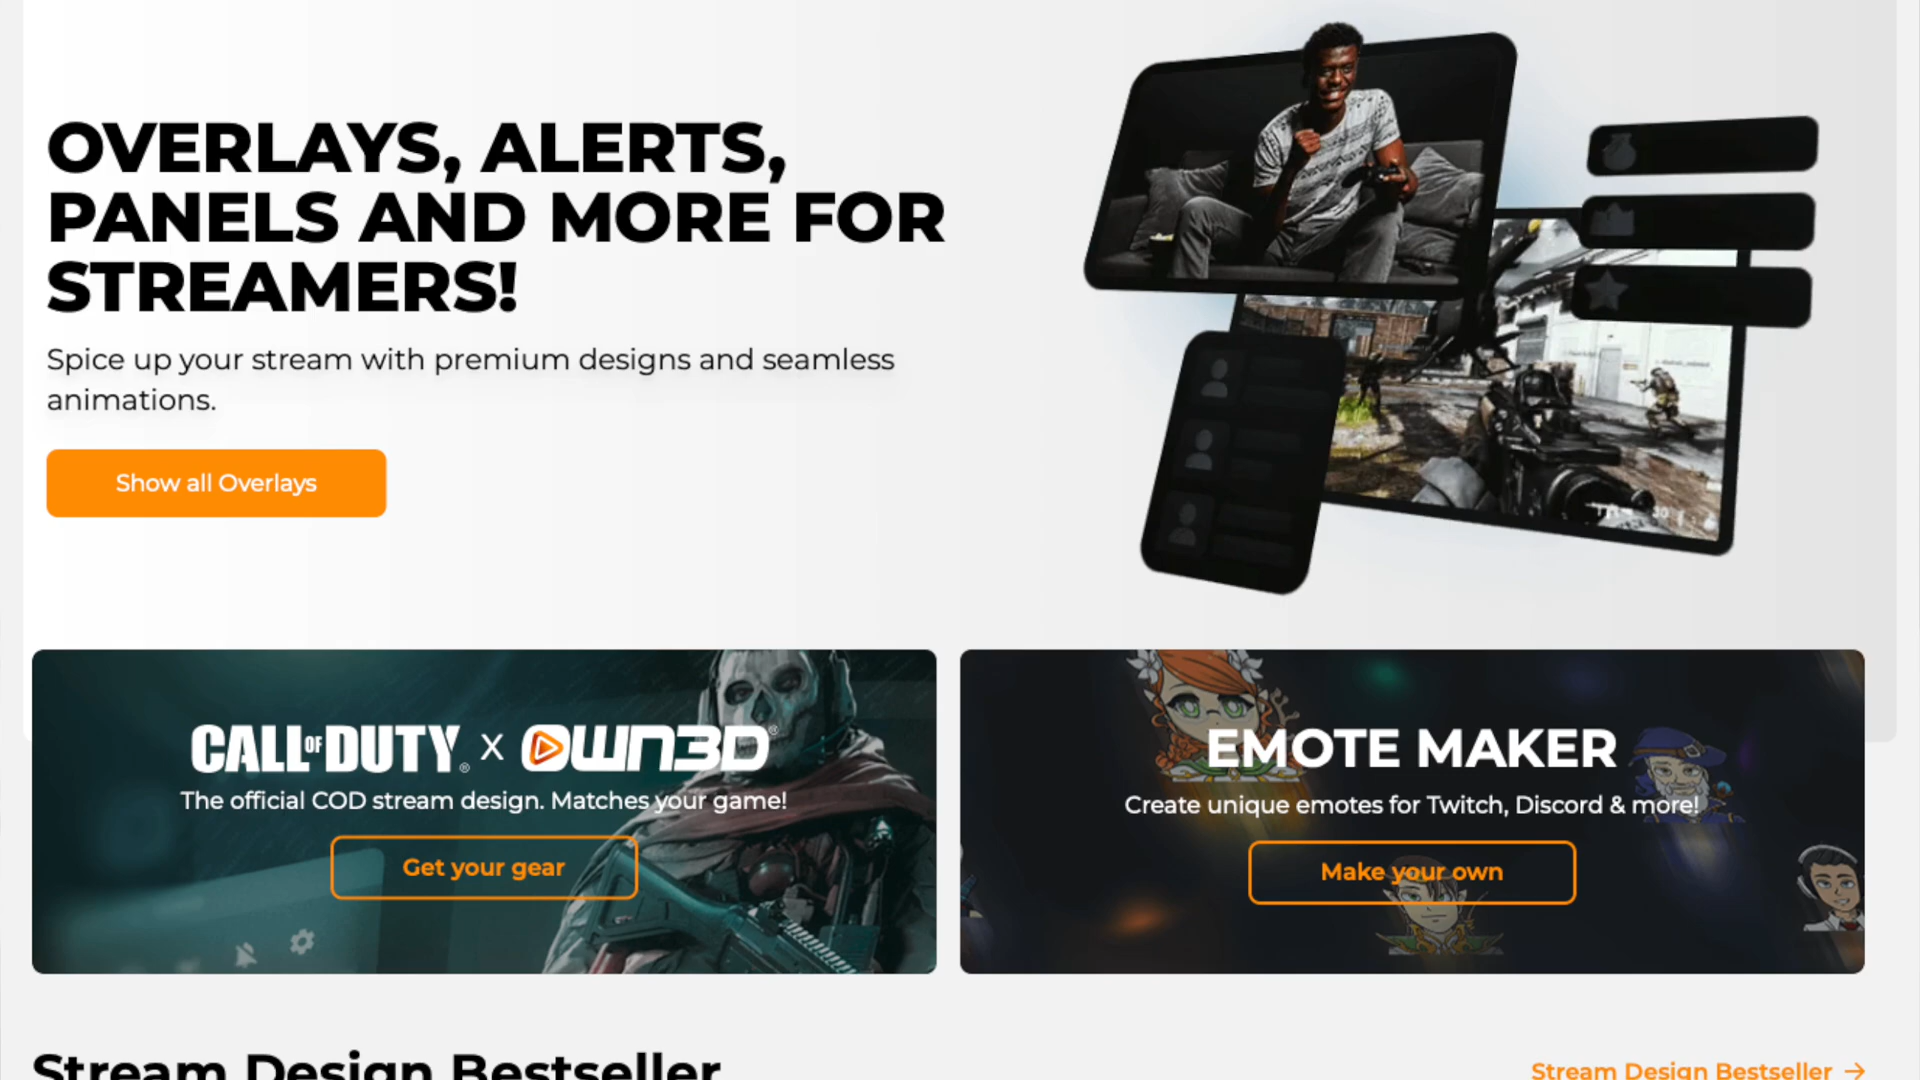 OVERLAYS, ALERTS,
PANELS AND MORE FOR
STREAMERS!
Spice up your stream with premium designs and seamless
animations.
Show all Overlays
CALL OF DUTY® X OWN3D®
The official COD stream design. Matches your game!
Get your gear
EMOTE MAKER
Create unique emotes for Twitch, Discord & more!
Make your own
Stream Design Bestseller
Stream Design Bestseller →